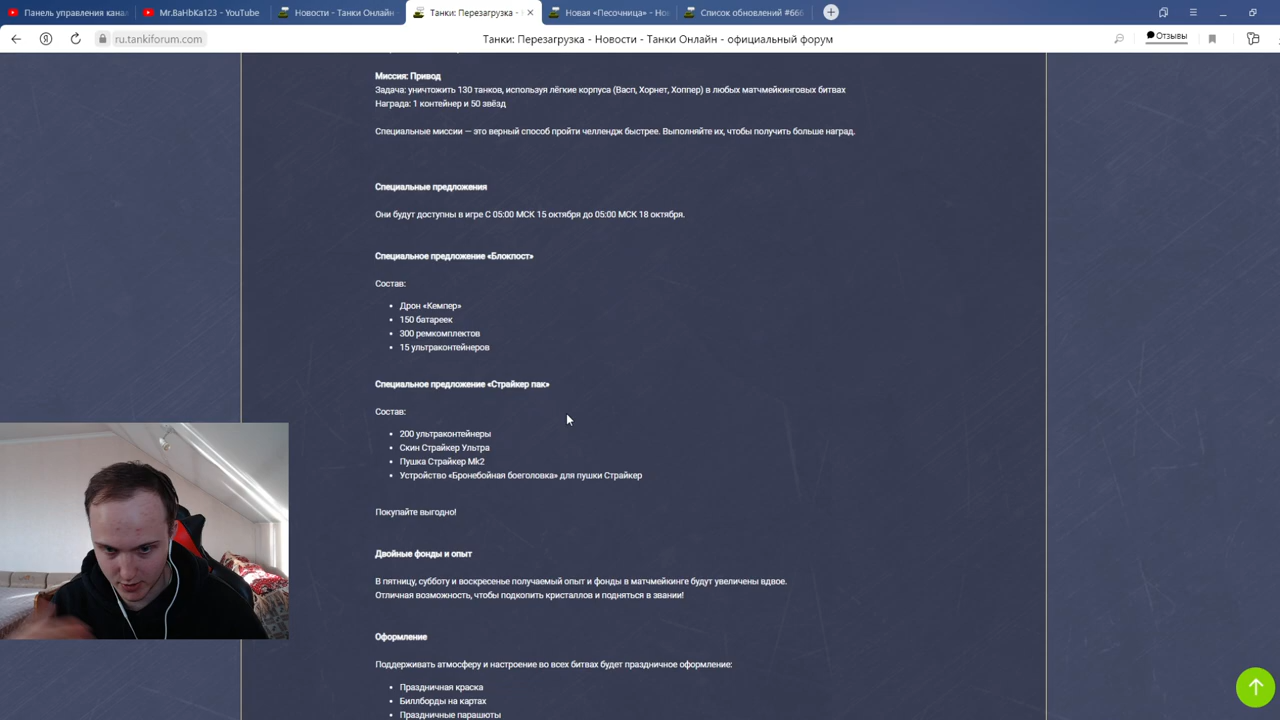 Панель управления канал
Mr.BaHbKa123 - YouTube
Новости - Танки Онлайн
Танки: Перезагрузка -
Новая «Песочница» - Нов
Список обновлений #666
ru.tankiforum.com
Танки: Перезагрузка - Новости - Танки Онлайн - официальный форум
Отзывы
Миссия: Привод
Задача: уничтожить 130 танков, используя лёгкие корпуса (Васп, Хорнет, Хоппер) в любых матчмейкинговых битвах
Награда: 1 контейнер и 50 звёзд
Специальные миссии — это верный способ пройти челлендж быстрее. Выполняйте их, чтобы получить больше наград.
Специальные предложения
Они будут доступны в игре С 05:00 МСК 15 октября до 05:00 МСК 18 октября.
Специальное предложение «Блокпост»
Состав:
• Дрон «Кемпер»
• 150 батареек
• 300 ремкомплектов
• 15 ультраконтейнеров
Специальное предложение «Страйкер пак»
Состав:
• 200 ультраконтейнеры
• Скин Страйкер Ультра
• Пушка Страйкер Mk2
• Устройство «Бронебойная боеголовка» для пушки Страйкер
Покупайте выгодно!
Двойные фонды и опыт
В пятницу, субботу и воскресенье получаемый опыт и фонды в матчмейкинге будут увеличены вдвое.
Отличная возможность, чтобы подкопить кристаллов и подняться в звании!
Оформление
Поддерживать атмосферу и настроение во всех битвах будет праздничное оформление:
• Праздничная краска
• Биллборды на картах
• Праздничные парашюты